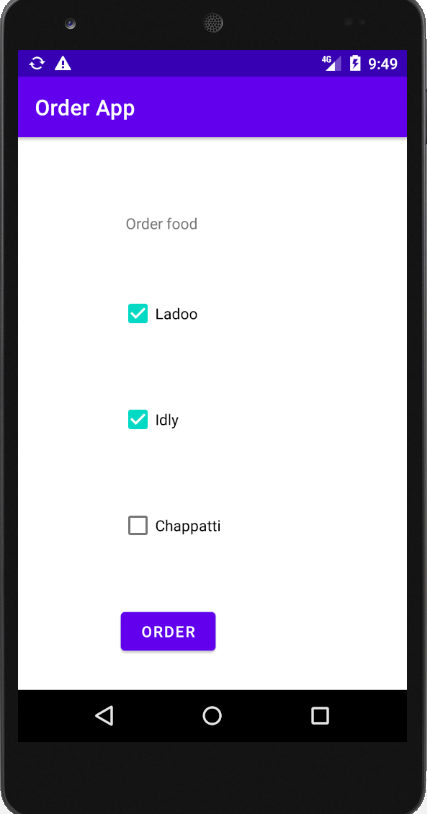 4G 9:49
Order App
Order food
Ladoo
Idly
Chappatti
ORDER